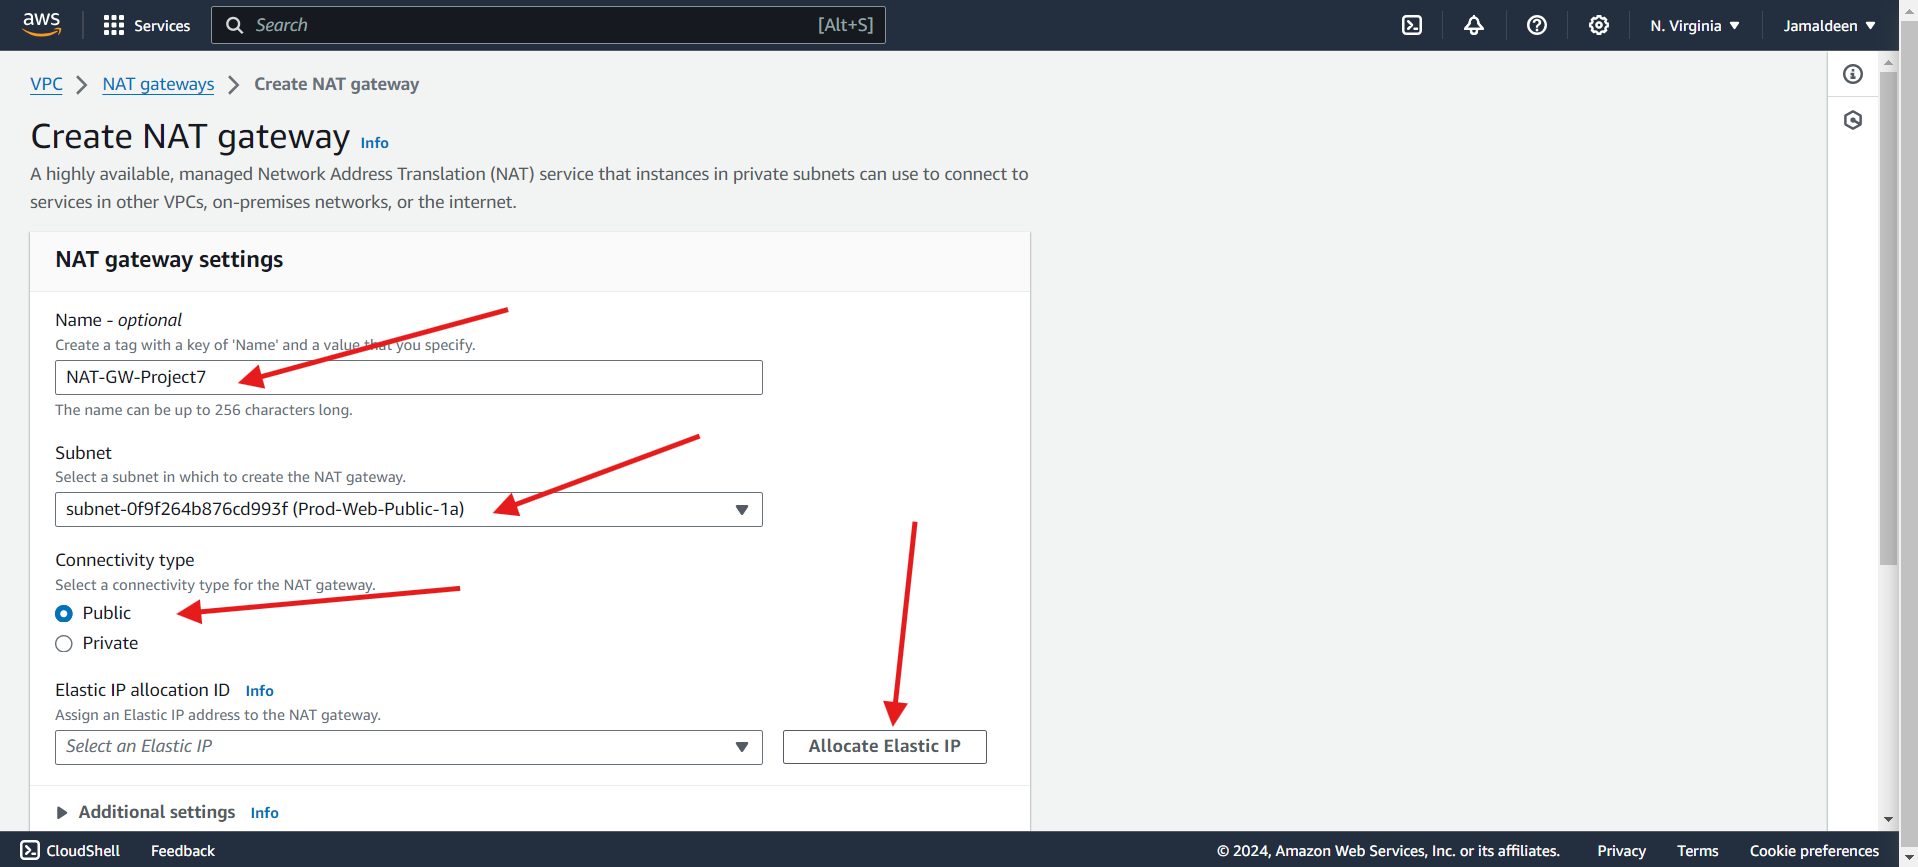 aws
Services
Search
[Alt+S]
N. Virginia
Jamaldeen
VPC
NAT gateways
Create NAT gateway
Create NAT gateway Info
A highly available, managed Network Address Translation (NAT) service that instances in private subnets can use to connect to
services in other VPCs, on-premises networks, or the internet.
NAT gateway settings
Name - optional
Create a tag with a key of 'Name' and a value that you specify.
NAT-GW-Project7
The name can be up to 256 characters long.
Subnet
Select a subnet in which to create the NAT gateway.
subnet-0f9f264b876cd993f (Prod-Web-Public-1a)
Connectivity type
Select a connectivity type for the NAT gateway.
Public
Private
Elastic IP allocation ID Info
Assign an Elastic IP address to the NAT gateway.
Select an Elastic IP
Allocate Elastic IP
Additional settings Info
CloudShell
Feedback
© 2024, Amazon Web Services, Inc. or its affiliates.
Privacy
Terms
Cookie preferences